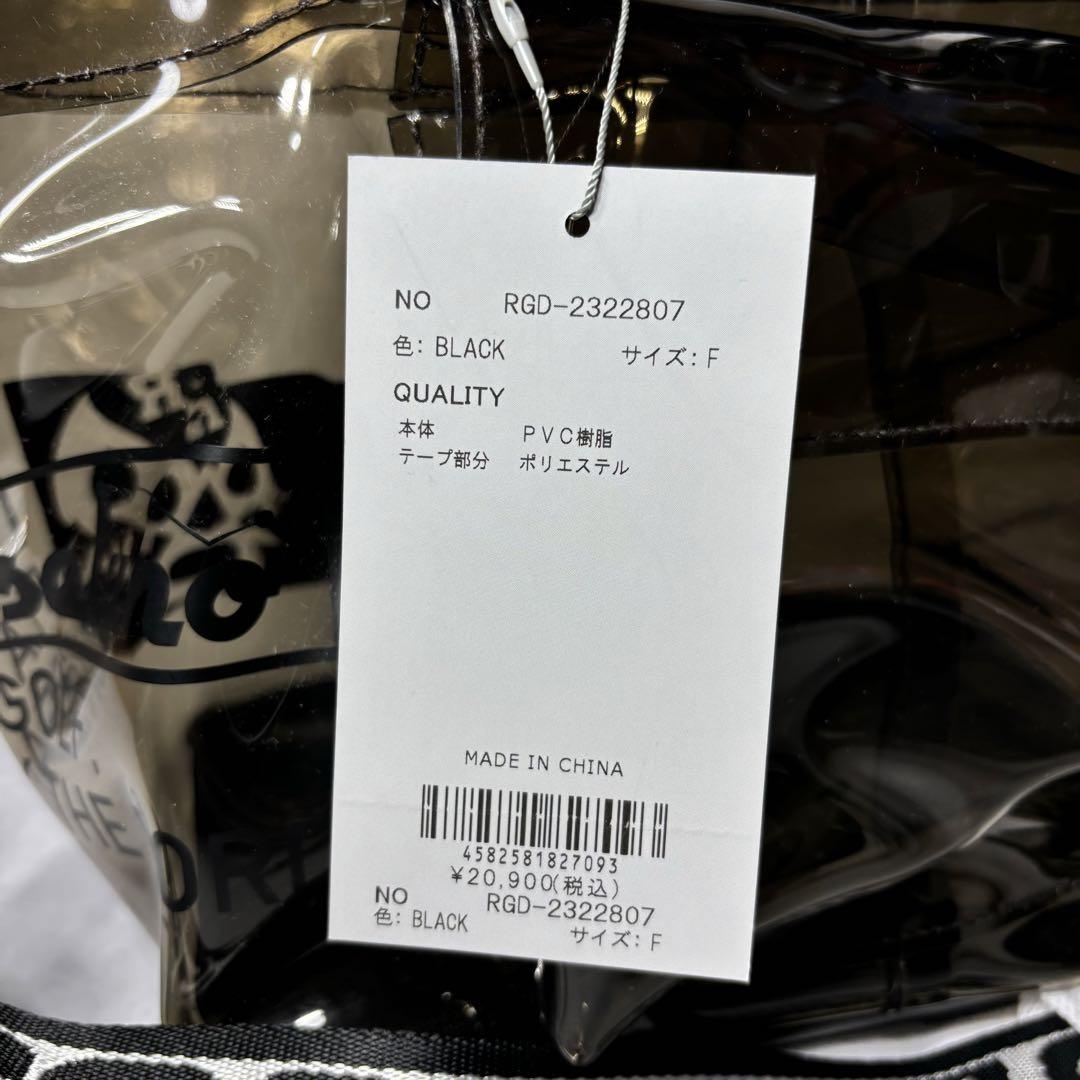 NO RGD-2322807
色: BLACK サイズ: F
QUALITY
本体 PVC樹脂
テープ部分 ポリエステル
MADE IN CHINA
4582581827093
¥20,900(税込)
NO RGD-2322807
色: BLACK サイズ: F
THE